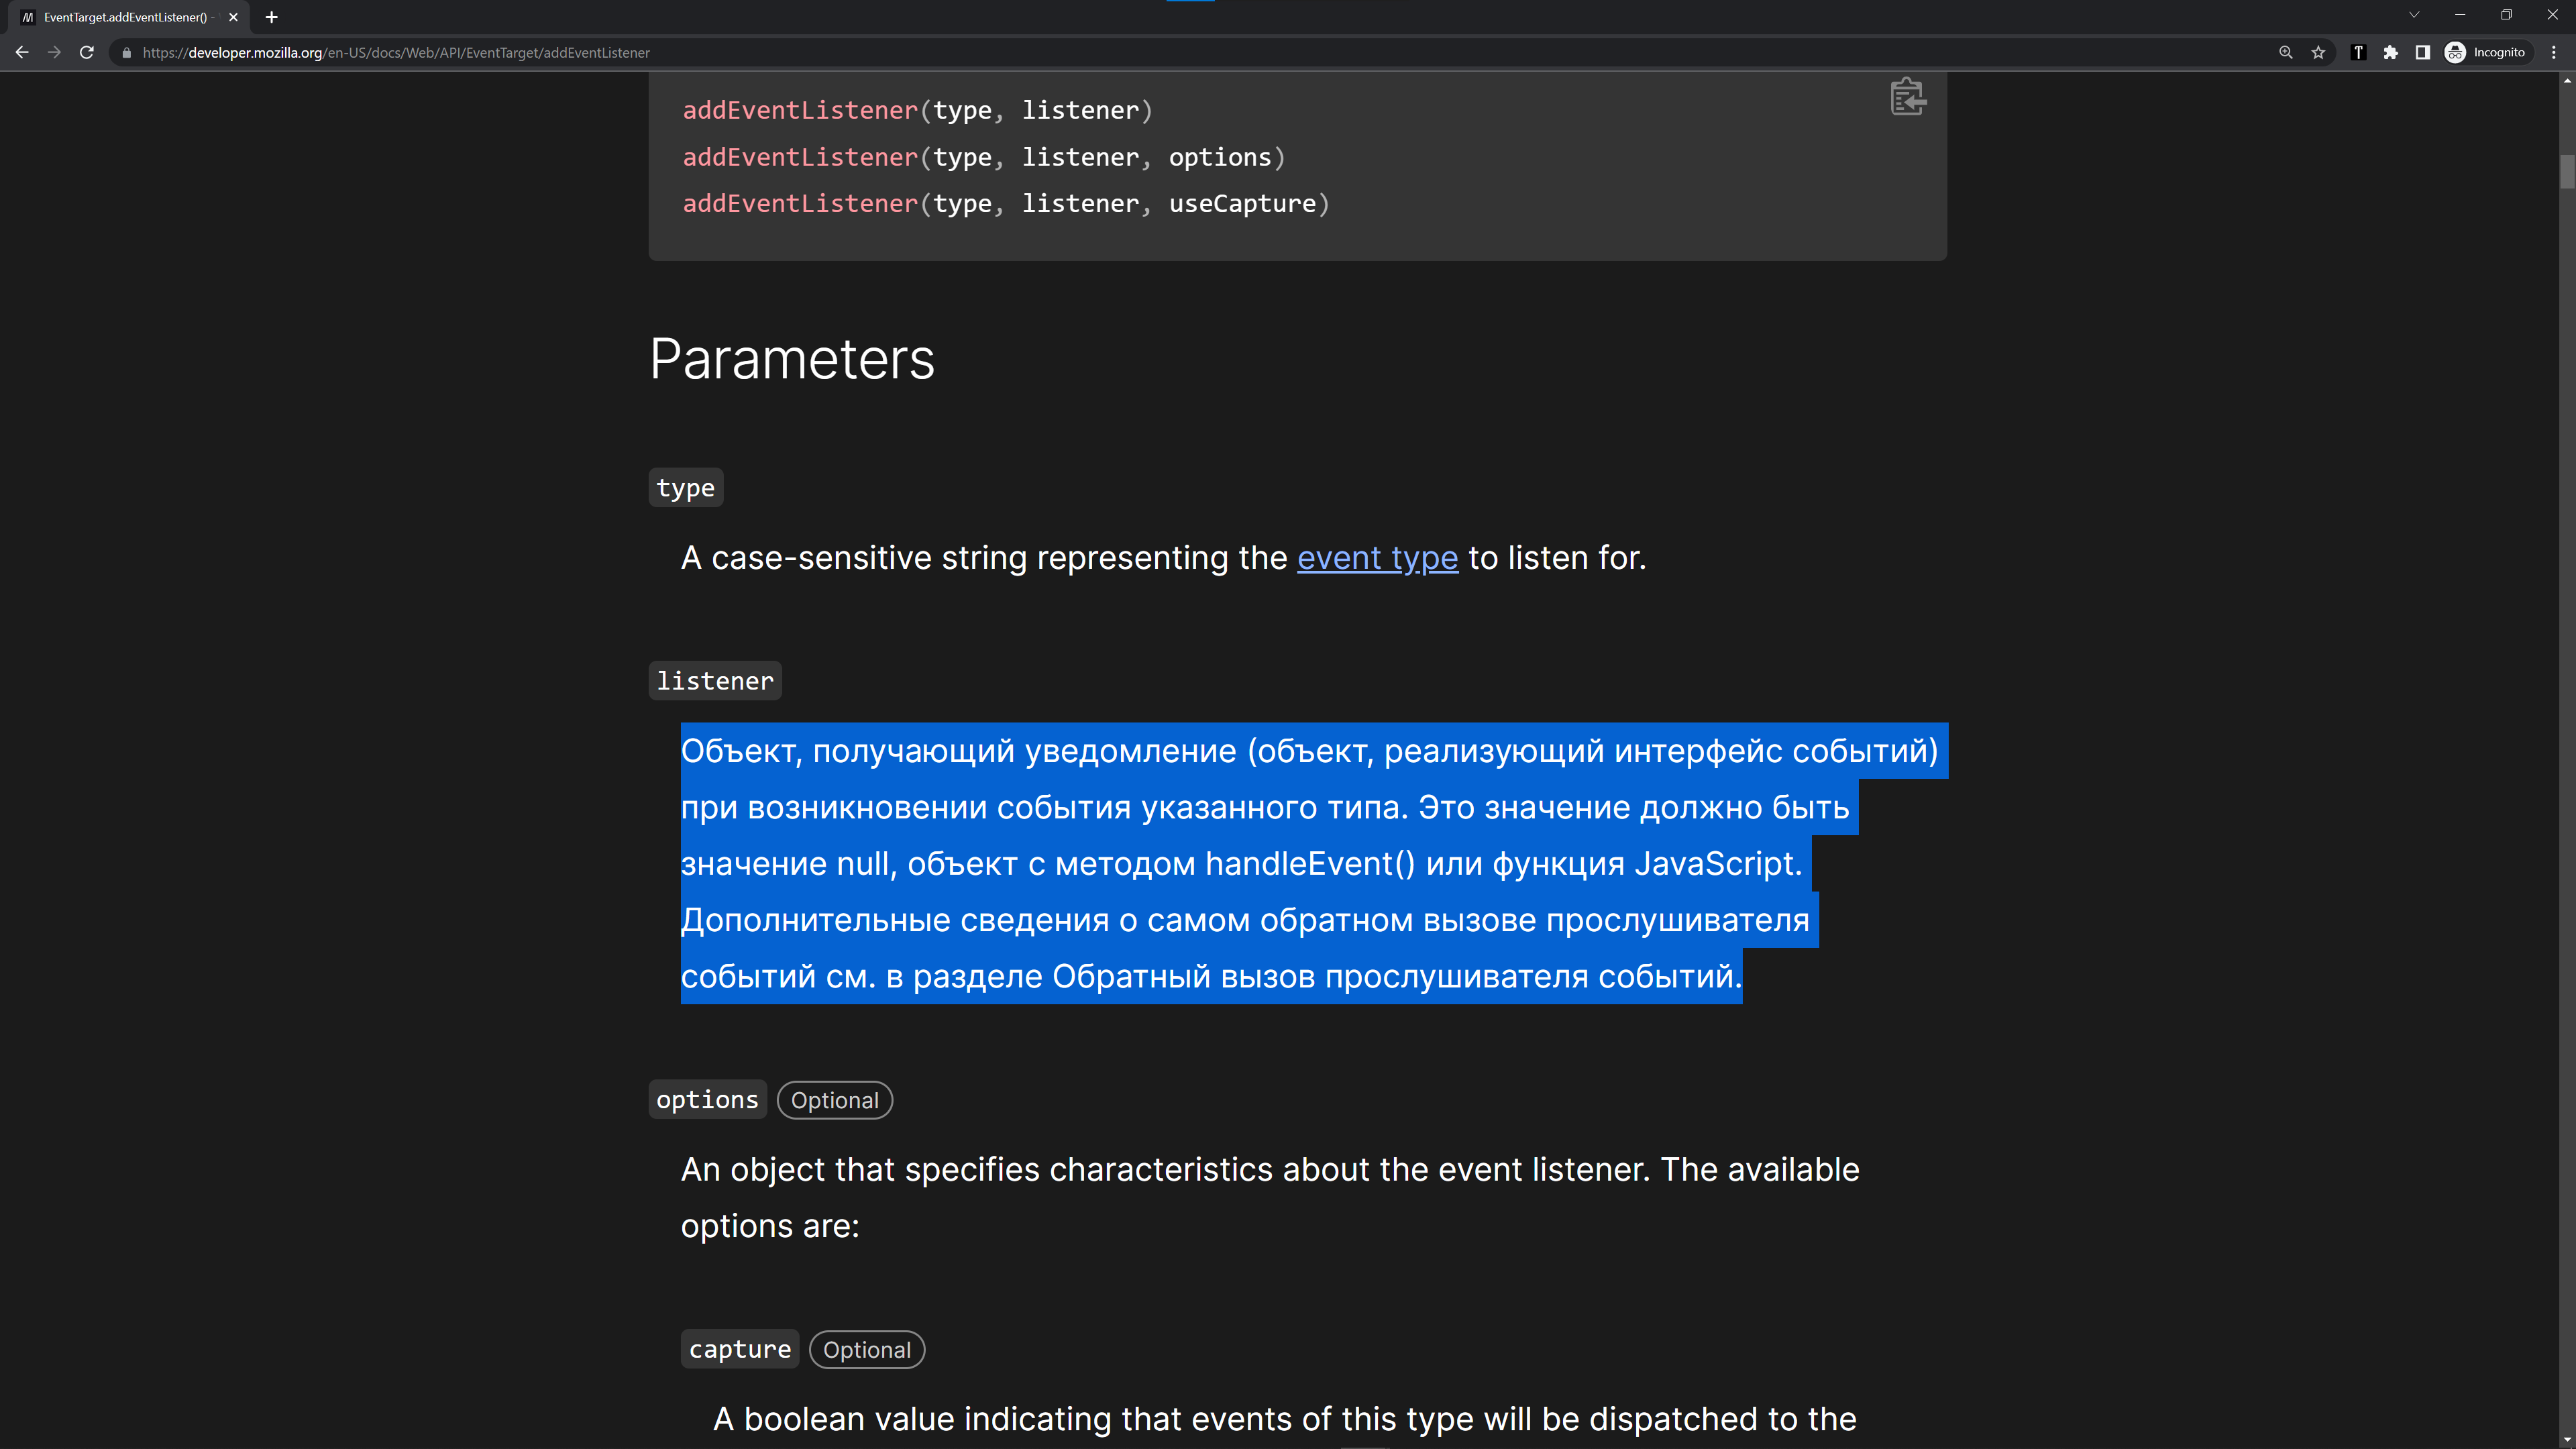 EventTarget.addEventListener() -
https://developer.mozilla.org/en-US/docs/Web/API/EventTarget/addEventListener
Incognito
addEventListener(type, listener)
addEventListener(type, listener, options)
addEventListener(type, listener, useCapture)
Parameters
type
A case-sensitive string representing the event type to listen for.
listener
Объект, получающий уведомление (объект, реализующий интерфейс событий)
при возникновении события указанного типа. Это значение должно быть
значение null, объект с методом handleEvent() или функция JavaScript.
Дополнительные сведения о самом обратном вызове прослушивателя
событий см. в разделе Обратный вызов прослушивателя событий.
options Optional
An object that specifies characteristics about the event listener. The available
options are:
capture Optional
A boolean value indicating that events of this type will be dispatched to the